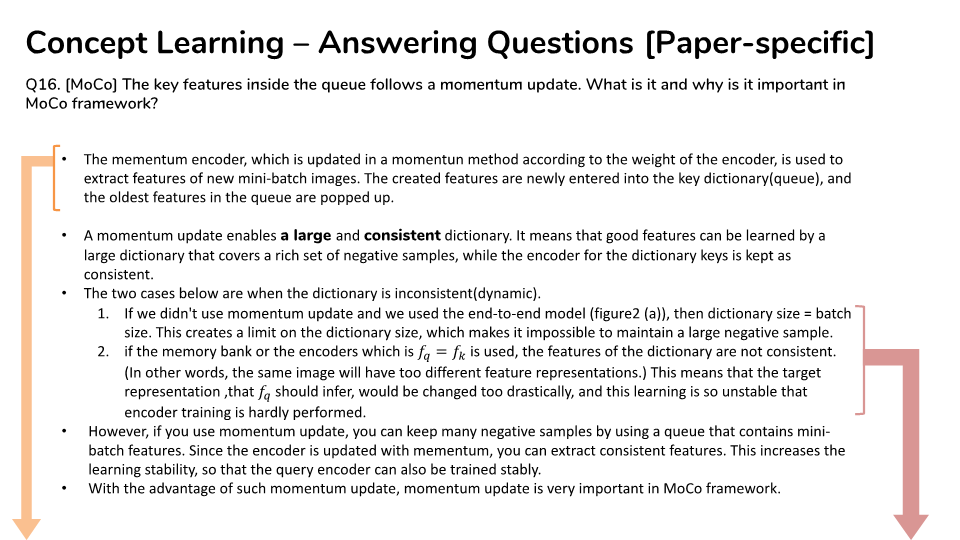 Concept Learning – Answering Questions [Paper-specific]
Q16. [MoCo] The key features inside the queue follows a momentum update. What is it and why is it important in
MoCo framework?
• The mementum encoder, which is updated in a momentun method according to the weight of the encoder, is used to
extract features of new mini-batch images. The created features are newly entered into the key dictionary(queue), and
the oldest features in the queue are popped up.
• A momentum update enables a large and consistent dictionary. It means that good features can be learned by a
large dictionary that covers a rich set of negative samples, while the encoder for the dictionary keys is kept as
consistent.
• The two cases below are when the dictionary is inconsistent(dynamic).
1. If we didn't use momentum update and we used the end-to-end model (figure2 (a)), then dictionary size = batch
size. This creates a limit on the dictionary size, which makes it impossible to maintain a large negative sample.
2. if the memory bank or the encoders which is f_q = f_k is used, the features of the dictionary are not consistent.
(In other words, the same image will have too different feature representations.) This means that the target
representation ,that f_q should infer, would be changed too drastically, and this learning is so unstable that
encoder training is hardly performed.
• However, if you use momentum update, you can keep many negative samples by using a queue that contains mini-
batch features. Since the encoder is updated with mementum, you can extract consistent features. This increases the
learning stability, so that the query encoder can also be trained stably.
• With the advantage of such momentum update, momentum update is very important in MoCo framework.